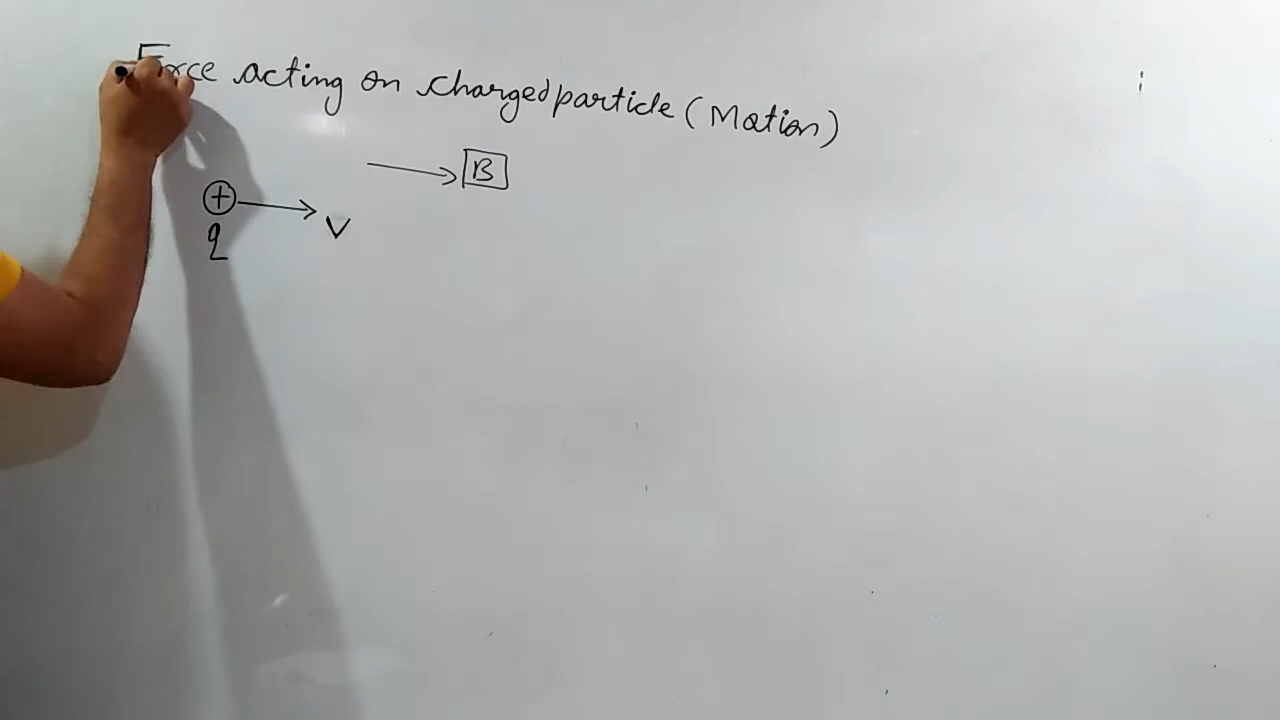 Force acting on charged particle (Motion)
B
+
V
q